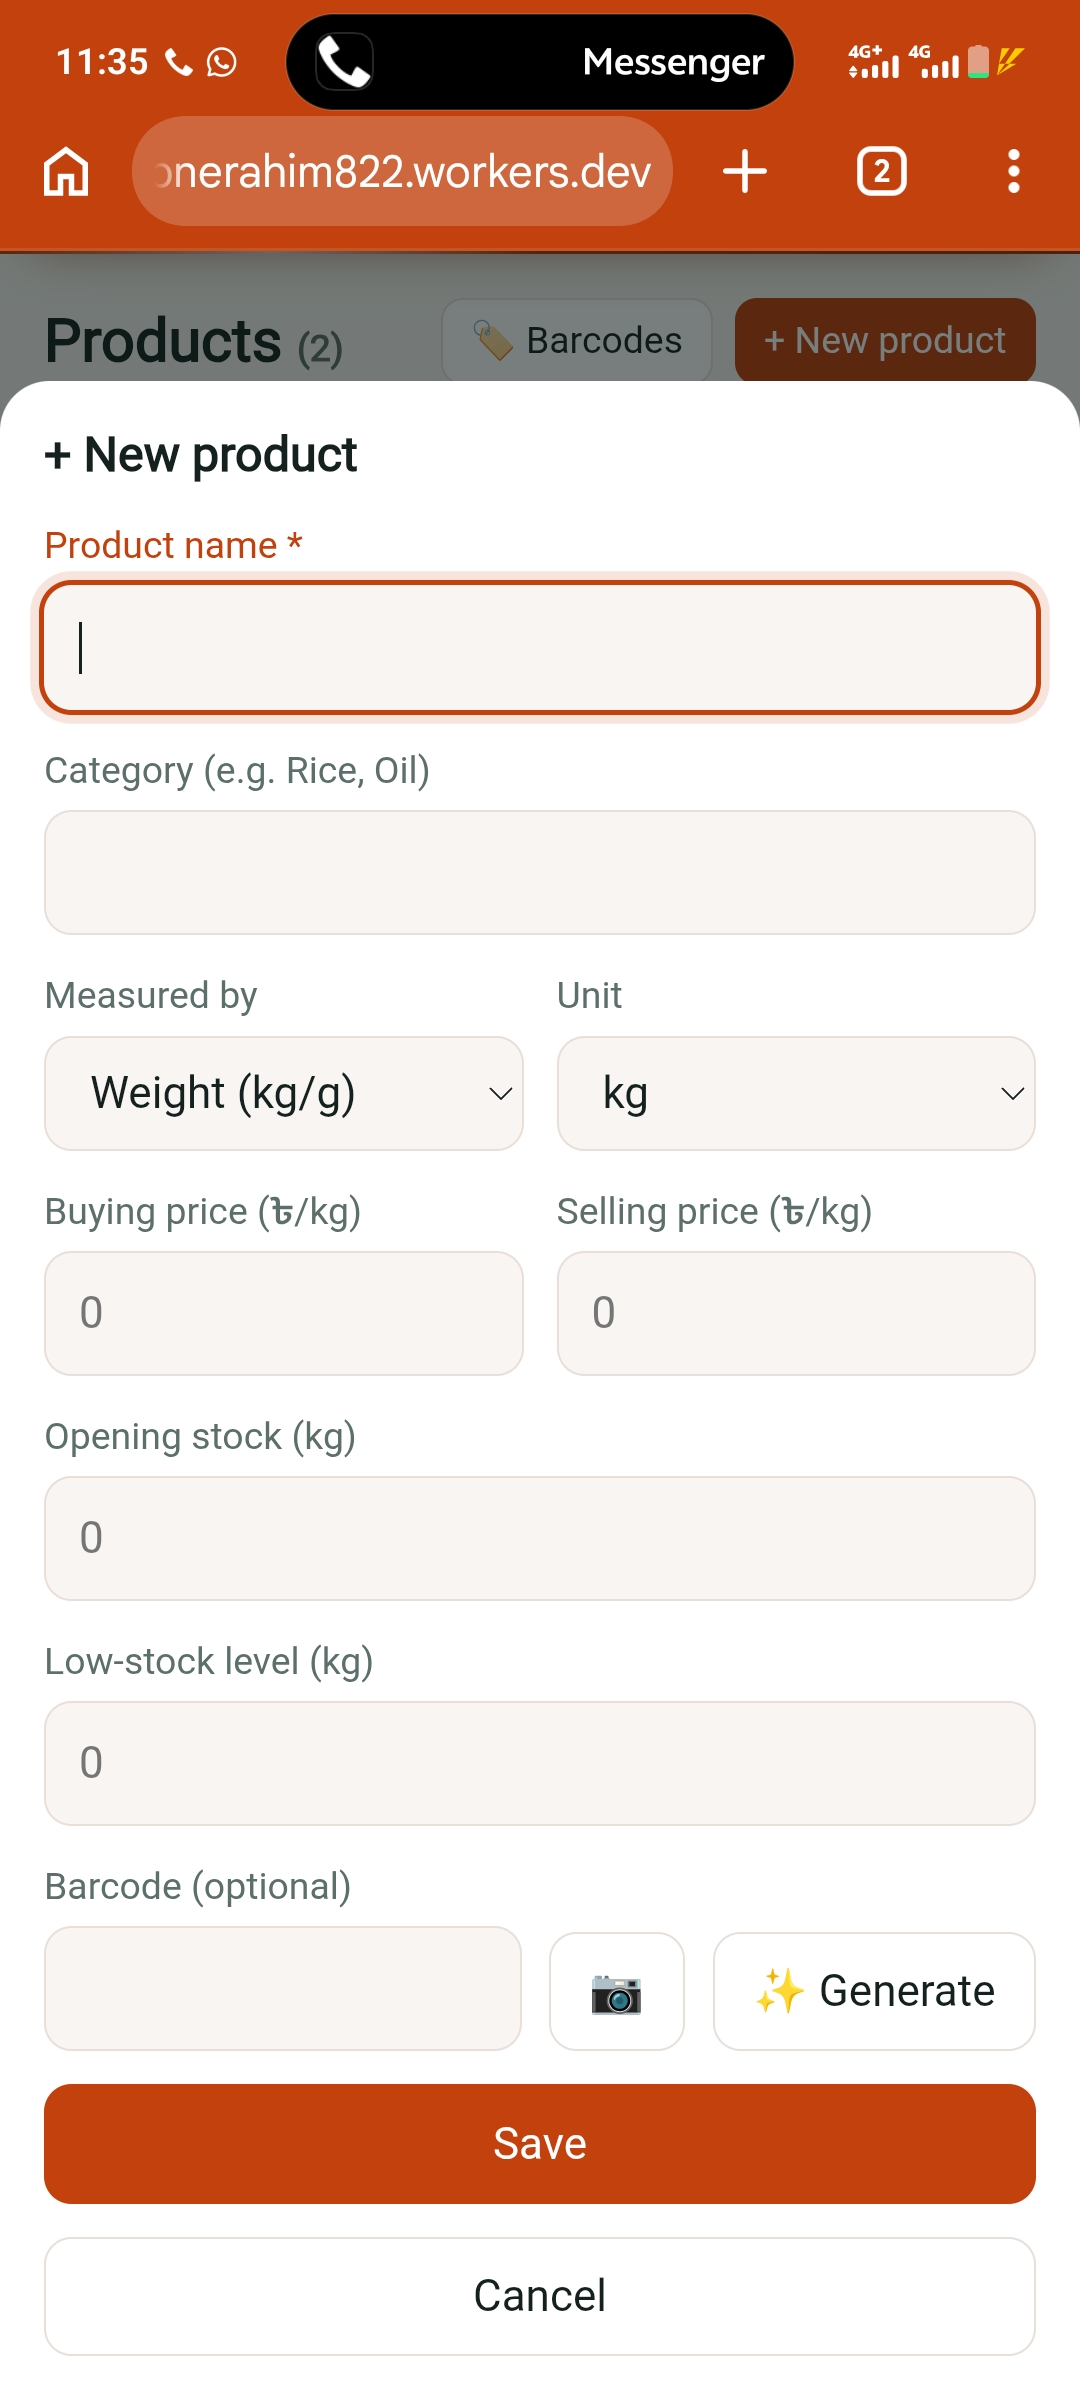 11:35
Messenger
4G+ 4G
nerahim822.workers.dev
2
Products (2)
🏷️ Barcodes
+ New product
+ New product
Product name *
Category (e.g. Rice, Oil)
Measured by
Unit
Weight (kg/g)
kg
Buying price (৳/kg)
Selling price (৳/kg)
0
0
Opening stock (kg)
0
Low-stock level (kg)
0
Barcode (optional)
✨ Generate
Save
Cancel